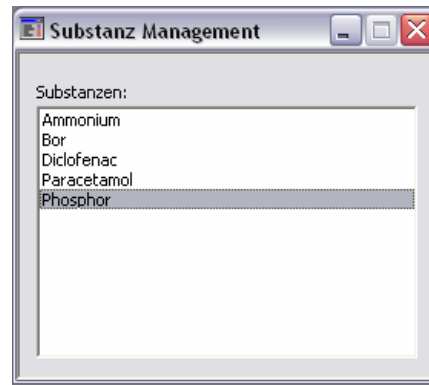 Substanz Management
Substanzen:
Ammonium
Bor
Diclofenac
Paracetamol
Phosphor